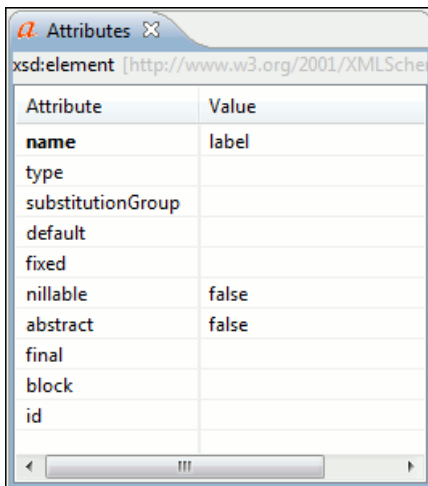 a Attributes
xsd:element [http://www.w3.org/2001/XMLSche
Attribute Value
name label
type
substitutionGroup
default
fixed
nillable false
abstract false
final
block
id